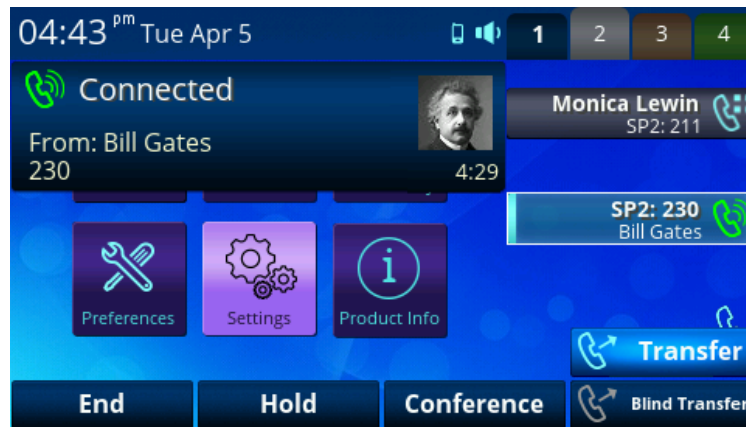 04:43 pm Tue Apr 5
1 2 3 4
Connected
From: Bill Gates
230
4:29
Monica Lewin
SP2: 211
SP2: 230
Bill Gates
Preferences
Settings
Product Info
Transfer
End
Hold
Conference
Blind Transfer